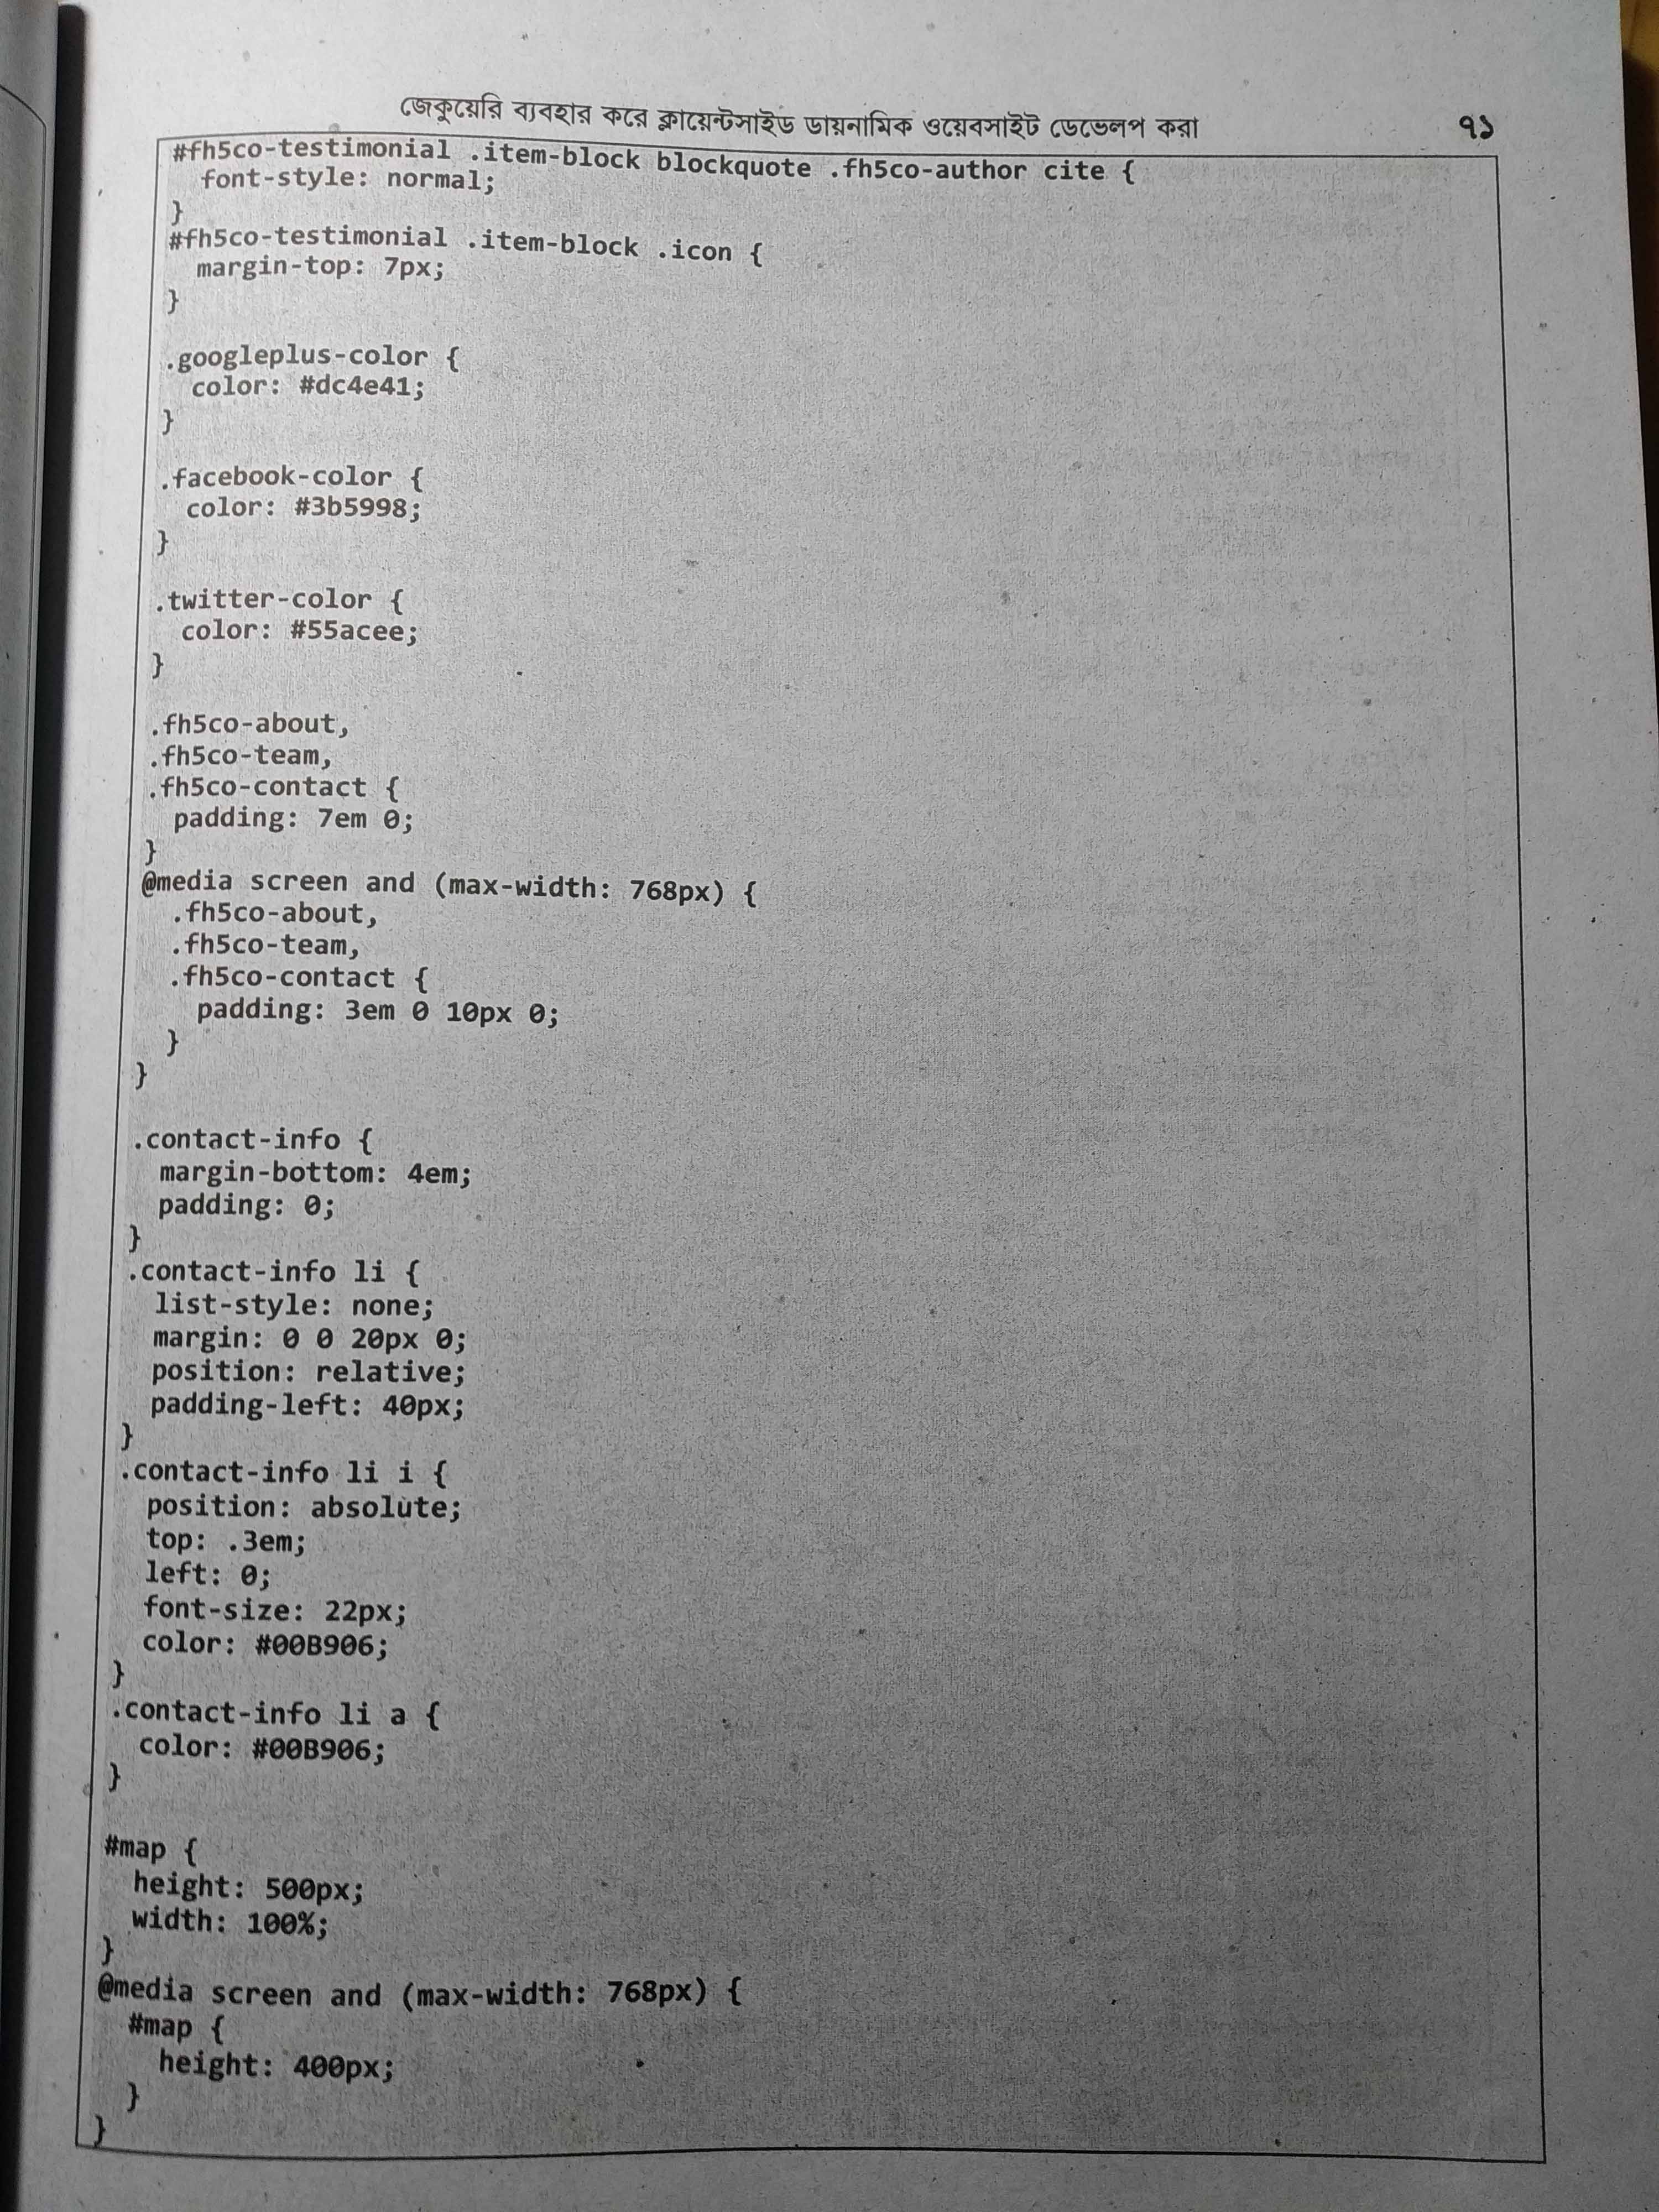 জেকুয়েরি ব্যবহার করে ক্লায়েন্টসাইড ডায়নামিক ওয়েবসাইট ডেভেলপ করা ৭১
#fh5co-testimonial .item-block blockquote .fh5co-author cite {
  font-style: normal;
}
#fh5co-testimonial .item-block .icon {
  margin-top: 7px;
}
.googleplus-color {
  color: #dc4e41;
}
.facebook-color {
  color: #3b5998;
}
.twitter-color {
  color: #55acee;
}
.fh5co-about,
.fh5co-team,
.fh5co-contact {
  padding: 7em 0;
}
@media screen and (max-width: 768px) {
  .fh5co-about,
  .fh5co-team,
  .fh5co-contact {
    padding: 3em 0 10px 0;
  }
}
.contact-info {
  margin-bottom: 4em;
  padding: 0;
}
.contact-info li {
  list-style: none;
  margin: 0 0 20px 0;
  position: relative;
  padding-left: 40px;
}
.contact-info li i {
  position: absolute;
  top: .3em;
  left: 0;
  font-size: 22px;
  color: #00B906;
}
.contact-info li a {
  color: #00B906;
}
#map {
  height: 500px;
  width: 100%;
}
@media screen and (max-width: 768px) {
  #map {
    height: 400px;
  }
}